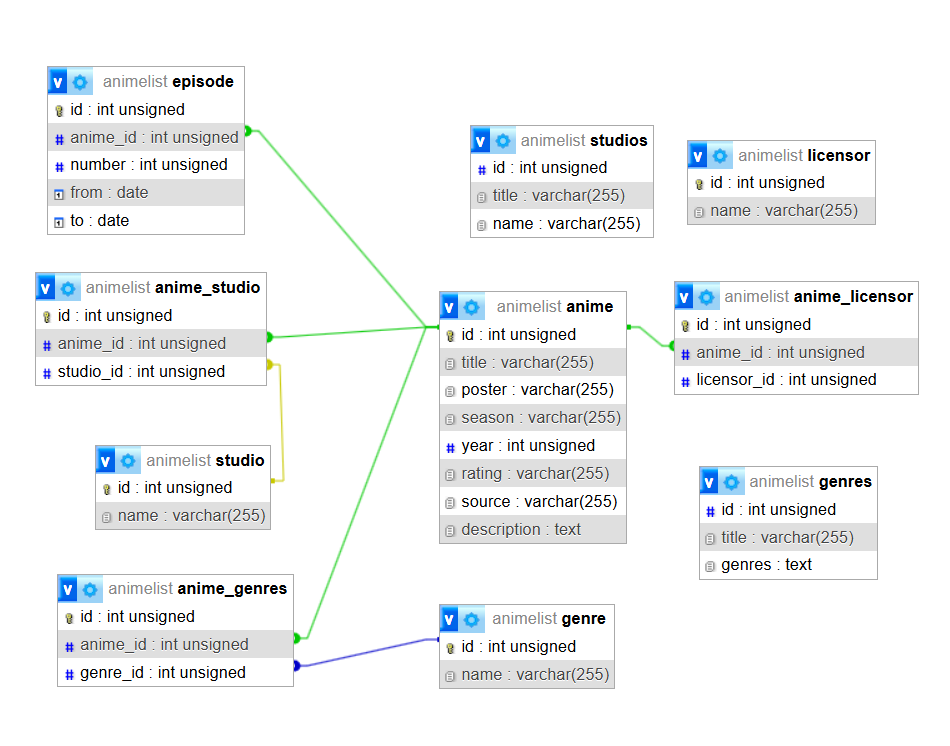 v animelist episode
id : int unsigned
# anime_id : int unsigned
# number : int unsigned
from : date
to : date
v animelist studios
# id : int unsigned
title : varchar(255)
name : varchar(255)
v animelist licensor
id : int unsigned
name : varchar(255)
v animelist anime_studio
id : int unsigned
# anime_id : int unsigned
# studio_id : int unsigned
v animelist anime
id : int unsigned
title : varchar(255)
poster : varchar(255)
season : varchar(255)
# year : int unsigned
rating : varchar(255)
source : varchar(255)
description : text
v animelist anime_licensor
id : int unsigned
# anime_id : int unsigned
# licensor_id : int unsigned
v animelist studio
id : int unsigned
name : varchar(255)
v animelist genres
# id : int unsigned
title : varchar(255)
genres : text
v animelist anime_genres
id : int unsigned
# anime_id : int unsigned
# genre_id : int unsigned
v animelist genre
id : int unsigned
name : varchar(255)